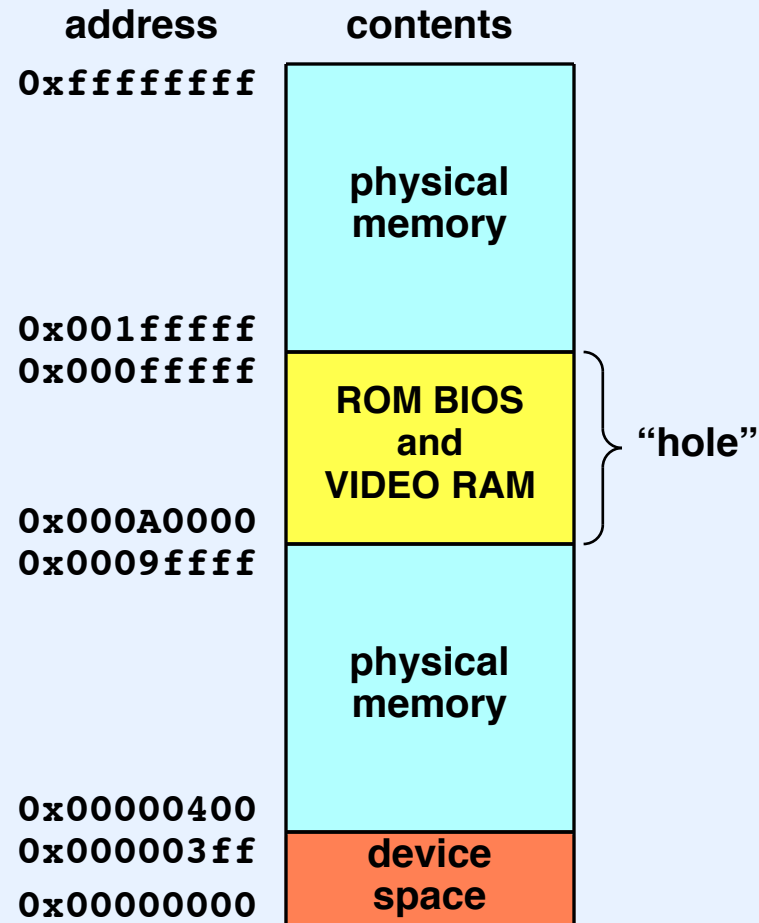 address contents
0xffffffff
physical
memory
0x001fffff
0x000fffff
ROM BIOS
and
VIDEO RAM
"hole"
0x000A0000
0x0009ffff
physical
memory
0x00000400
0x000003ff
device
space
0x00000000